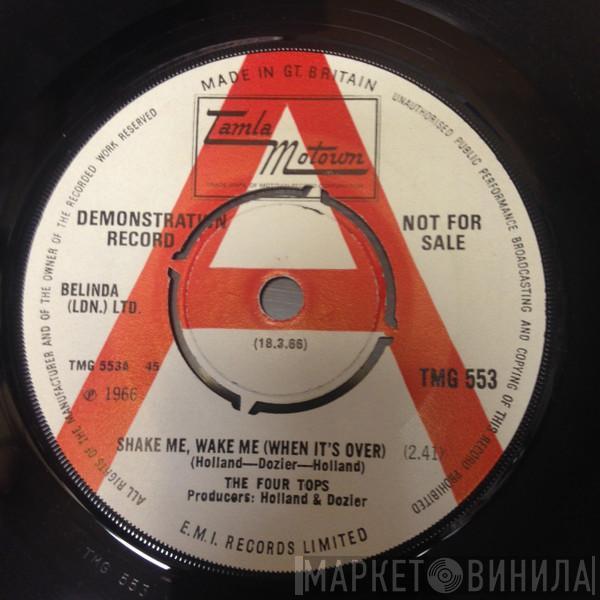 MADE IN GT. BRITAIN
Tamla
Motown
DEMONSTRATION
RECORD
NOT FOR
SALE
BELINDA
(LDN.) LTD.
(18.3.66)
TMG 553A 45
℗ 1966
TMG 553
SHAKE ME, WAKE ME (WHEN IT'S OVER) (2.41)
(Holland—Dozier—Holland)
THE FOUR TOPS
Producers: Holland & Dozier
E.M.I. RECORDS LIMITED
ALL RIGHTS OF THE MANUFACTURER AND OF THE OWNER OF THE RECORDED WORK RESERVED
UNAUTHORISED PUBLIC PERFORMANCE BROADCASTING AND COPYING OF THIS RECORD PROHIBITED
TMG 553
МАРКЕТ ВИНИЛА